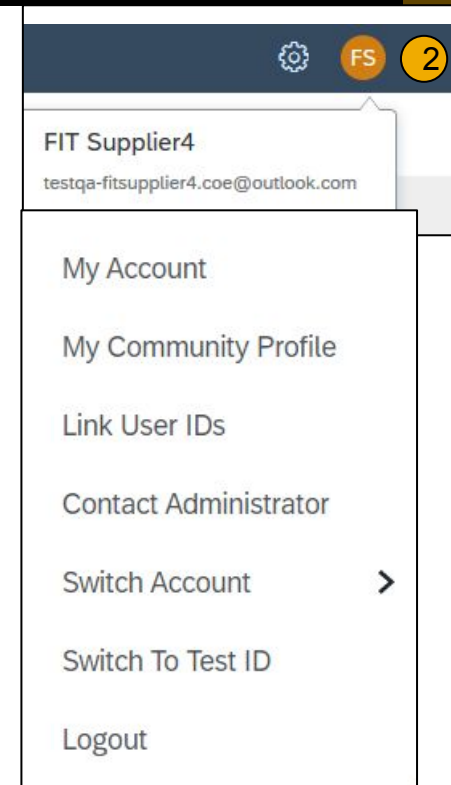 FS 2
FIT Supplier4
testqa-fitsupplier4.coe@outlook.com
My Account
My Community Profile
Link User IDs
Contact Administrator
Switch Account
Switch To Test ID
Logout